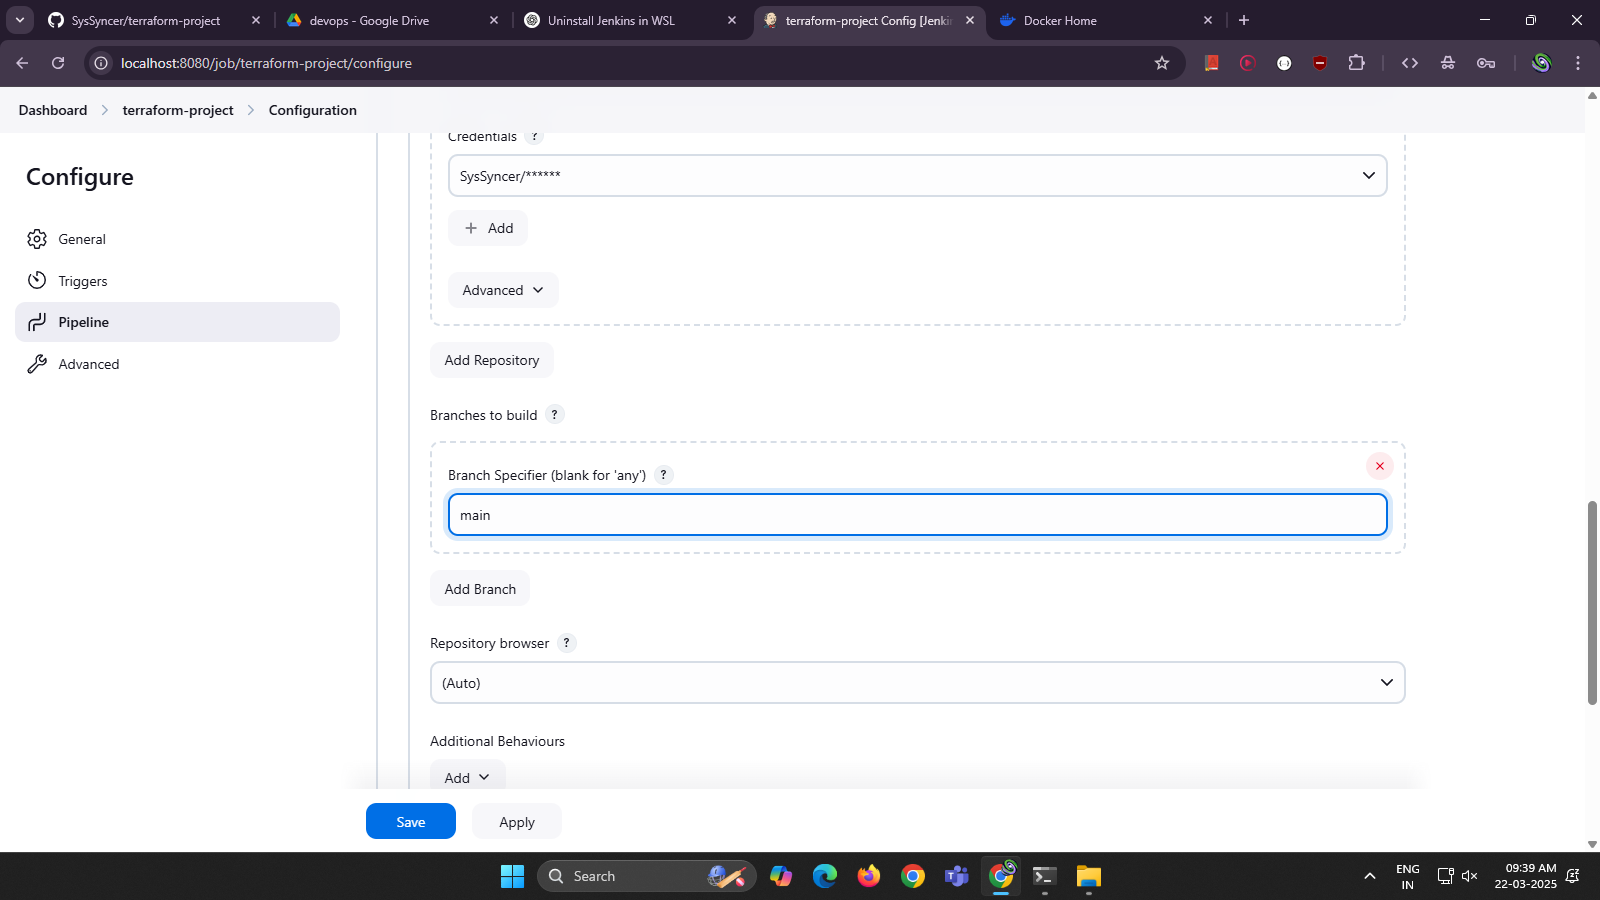 SysSyncer/terraform-project
devops - Google Drive
Uninstall Jenkins in WSL
terraform-project Config [Jenki
Docker Home
localhost:8080/job/terraform-project/configure
Dashboard
terraform-project
Configuration
Configure
General
Triggers
Pipeline
Advanced
Credentials ?
SysSyncer/******
Add
Advanced
Add Repository
Branches to build ?
Branch Specifier (blank for 'any') ?
main
Add Branch
Repository browser ?
(Auto)
Additional Behaviours
Add
Save
Apply
Search
ENG
IN
09:39 AM
22-03-2025